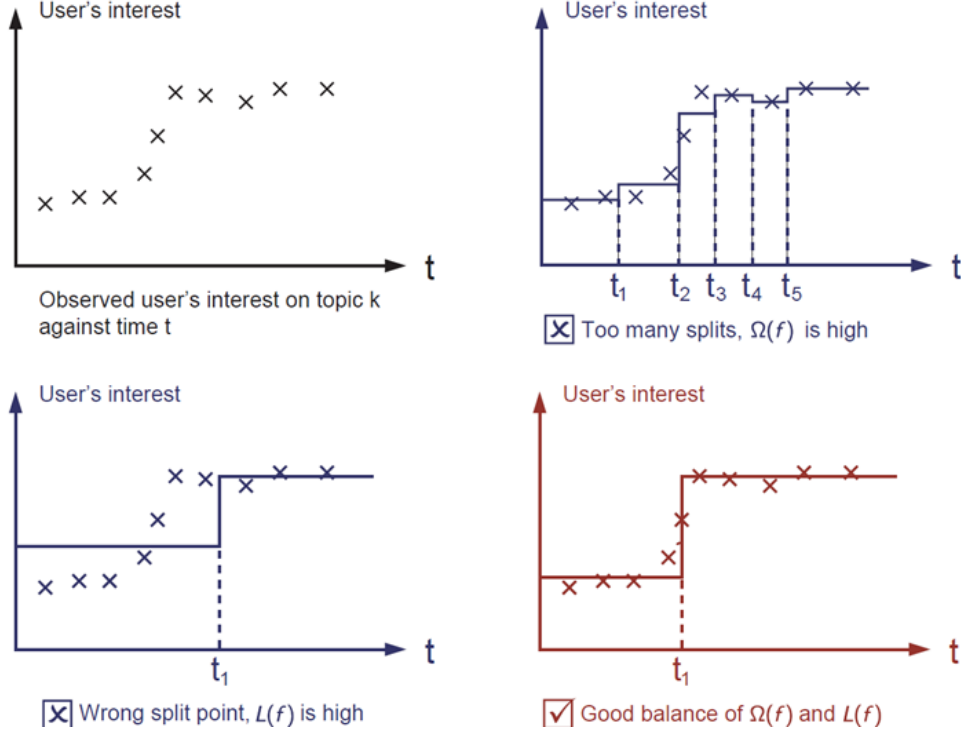 User's interest
t
Observed user's interest on topic k
against time t
User's interest
t
t₁ t₂ t₃ t₄ t₅
☒ Too many splits, Ω(f) is high
User's interest
t
t₁
☒ Wrong split point, L(f) is high
User's interest
t
t₁
☑ Good balance of Ω(f) and L(f)